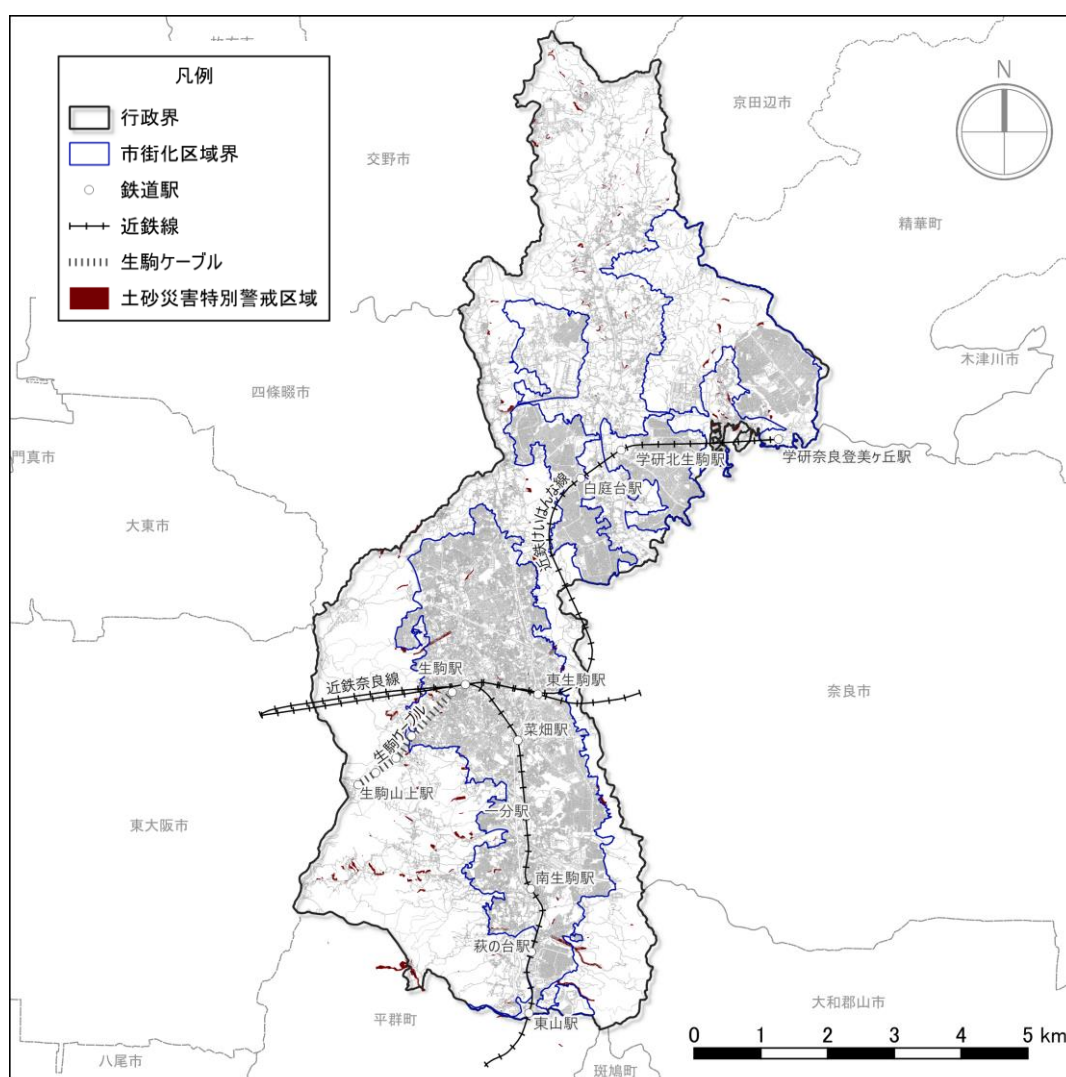 凡例
行政界
市街化区域界
鉄道駅
近鉄線
生駒ケーブル
土砂災害特別警戒区域
N
京田辺市
交野市
精華町
木津川市
四條畷市
門真市
学研北生駒駅
学研奈良登美ヶ丘駅
白庭台駅
近鉄けいはんな線
大東市
生駒駅
近鉄奈良線
東生駒駅
奈良市
生駒ケーブル
菜畑駅
生駒山上駅
一分駅
東大阪市
南生駒駅
萩の台駅
平群町
東山駅
大和郡山市
八尾市
斑鳩町
0 1 2 3 4 5 km